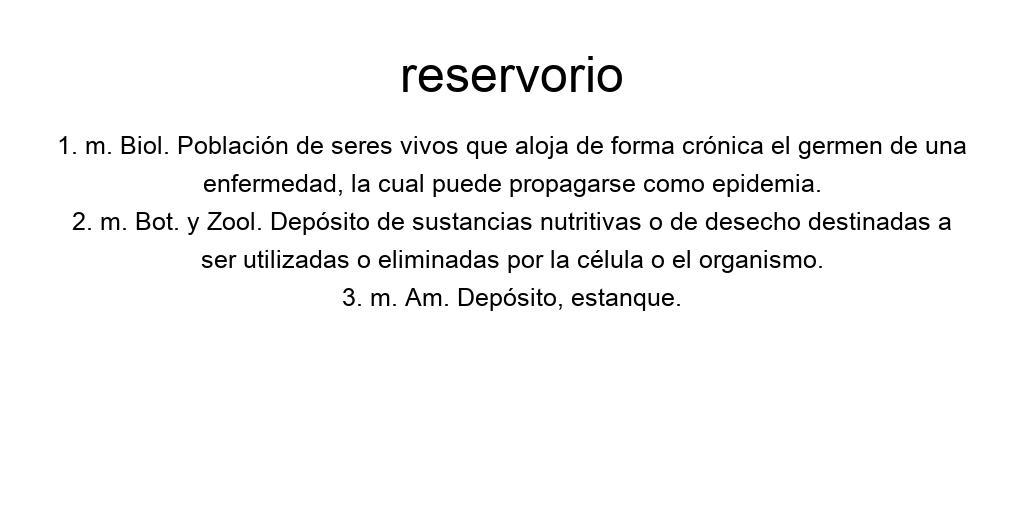 reservorio
1. m. Biol. Población de seres vivos que aloja de forma crónica el germen de una
enfermedad, la cual puede propagarse como epidemia.
2. m. Bot. y Zool. Depósito de sustancias nutritivas o de desecho destinadas a
ser utilizadas o eliminadas por la célula o el organismo.
3. m. Am. Depósito, estanque.